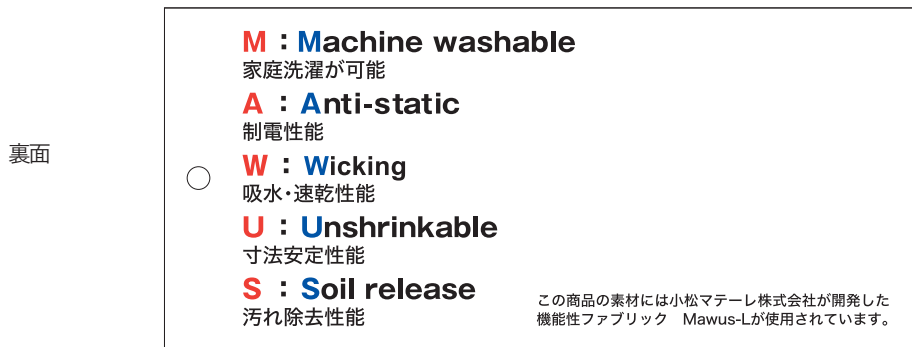 裏面
M：Machine washable
家庭洗濯が可能
A：Anti-static
制電性能
W：Wicking
吸水・速乾性能
U：Unshrinkable
寸法安定性能
S：Soil release
汚れ除去性能
この商品の素材には小松マテーレ株式会社が開発した
機能性ファブリック　Mawus-Lが使用されています。